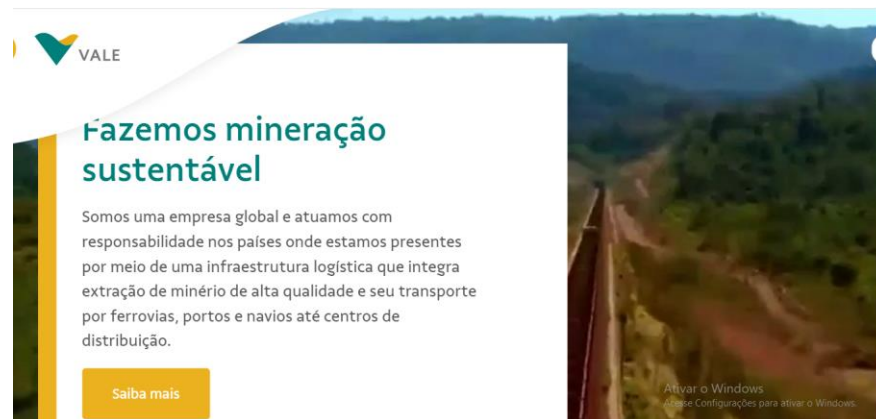 VALE
Fazemos mineração
sustentável
Somos uma empresa global e atuamos com
responsabilidade nos países onde estamos presentes
por meio de uma infraestrutura logística que integra
extração de minério de alta qualidade e seu transporte
por ferrovias, portos e navios até centros de
distribuição.
Saiba mais
Ativar o Windows
Acesse Configurações para ativar o Windows.